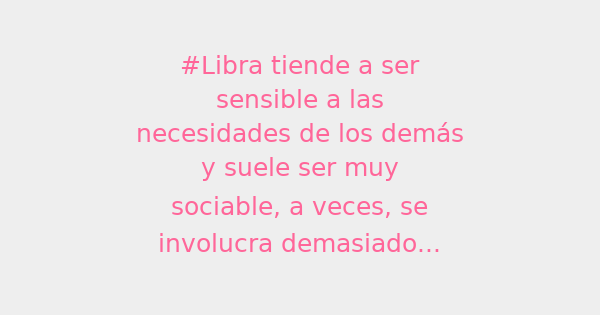 #Libra tiende a ser
sensible a las
necesidades de los demás
y suele ser muy
sociable, a veces, se
involucra demasiado...